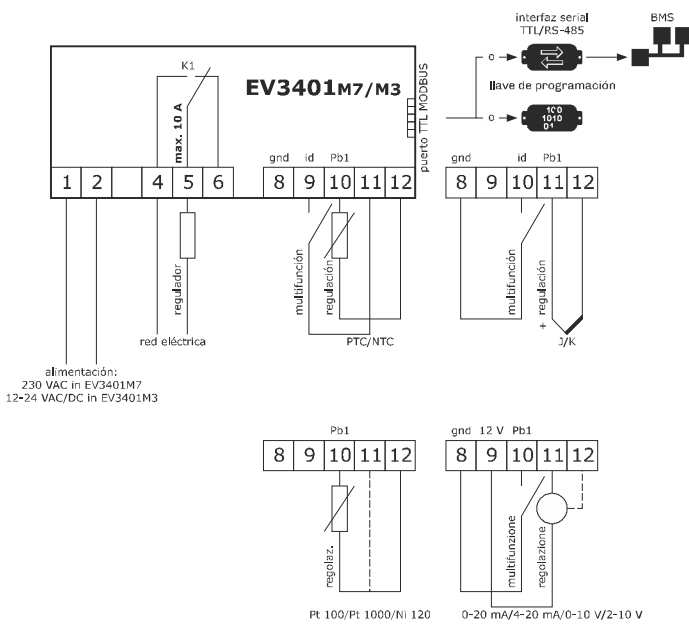 interfaz serial
TTL/RS-485
BMS
K1
EV3401M7/M3
max. 10 A
puerto TTL MODBUS
llave de programación
100
1010
01
gnd id Pb1
gnd id Pb1
1 2 4 5 6 8 9 10 11 12 8 9 10 11 12
regulador
multifunción
regulación
multifunción
+ regulación
red eléctrica
PTC/NTC
J/K
alimentación:
230 VAC in EV3401M7
12-24 VAC/DC in EV3401M3
Pb1
gnd 12 V Pb1
8 9 10 11 12 8 9 10 11 12
regolaz.
multifunzione
regolazione
Pt 100/Pt 1000/Ni 120
0-20 mA/4-20 mA/0-10 V/2-10 V